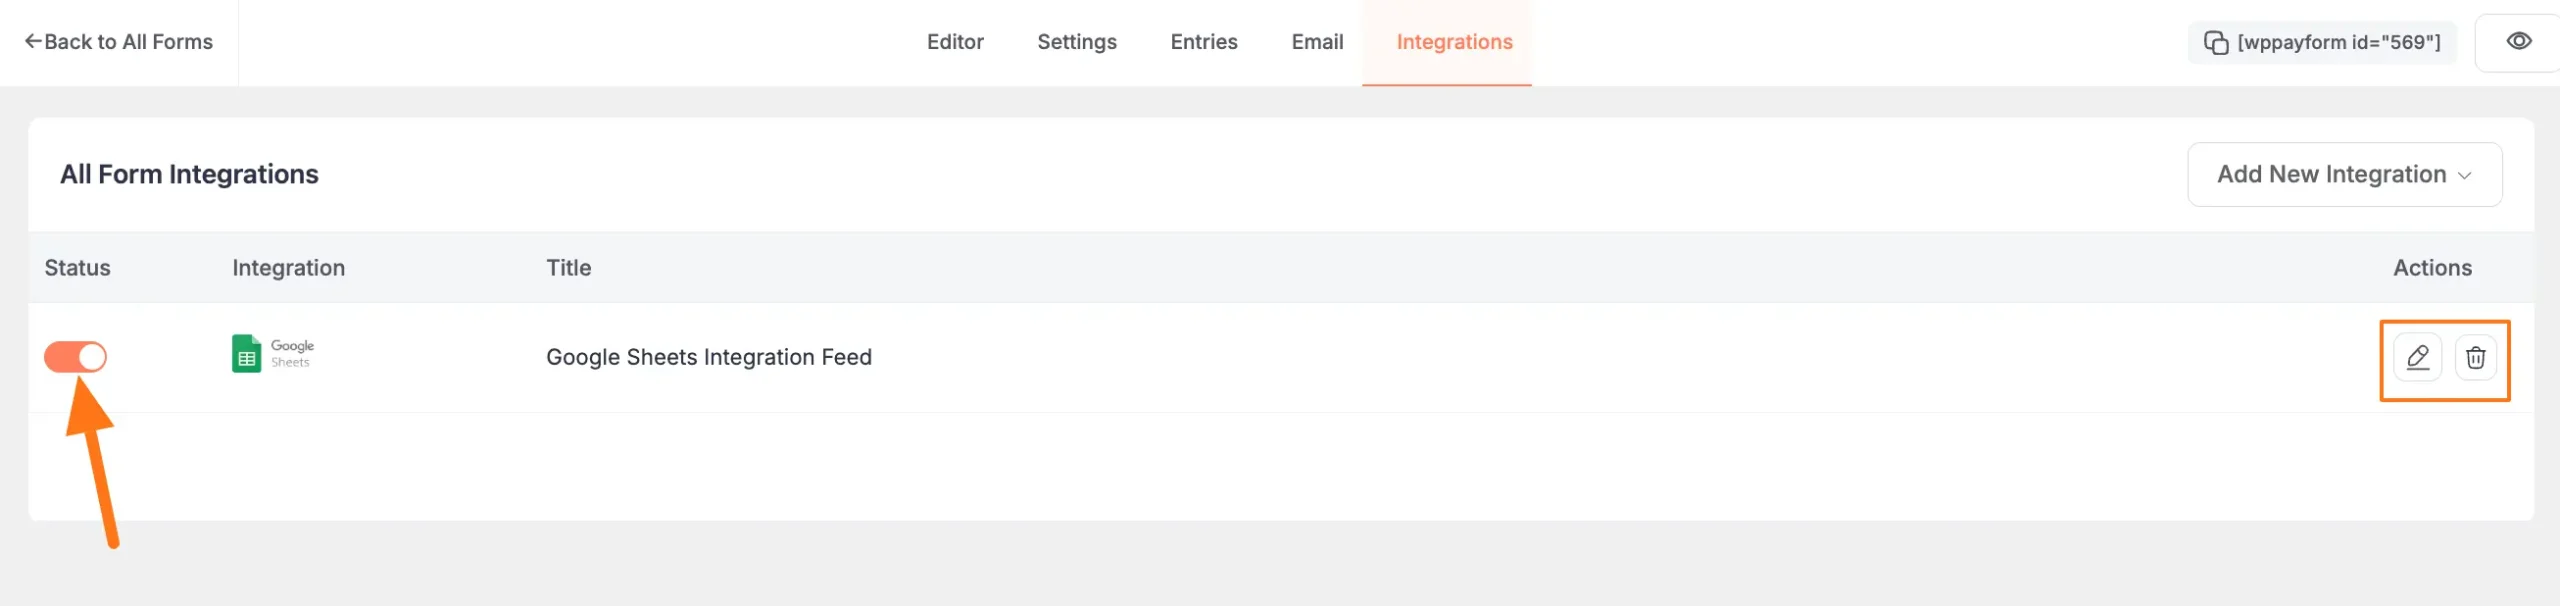 Back to All Forms
Editor Settings Entries Email Integrations
[wppayform id="569"]
All Form Integrations
Add New Integration
Status Integration Title Actions
Google
Sheets
Google Sheets Integration Feed